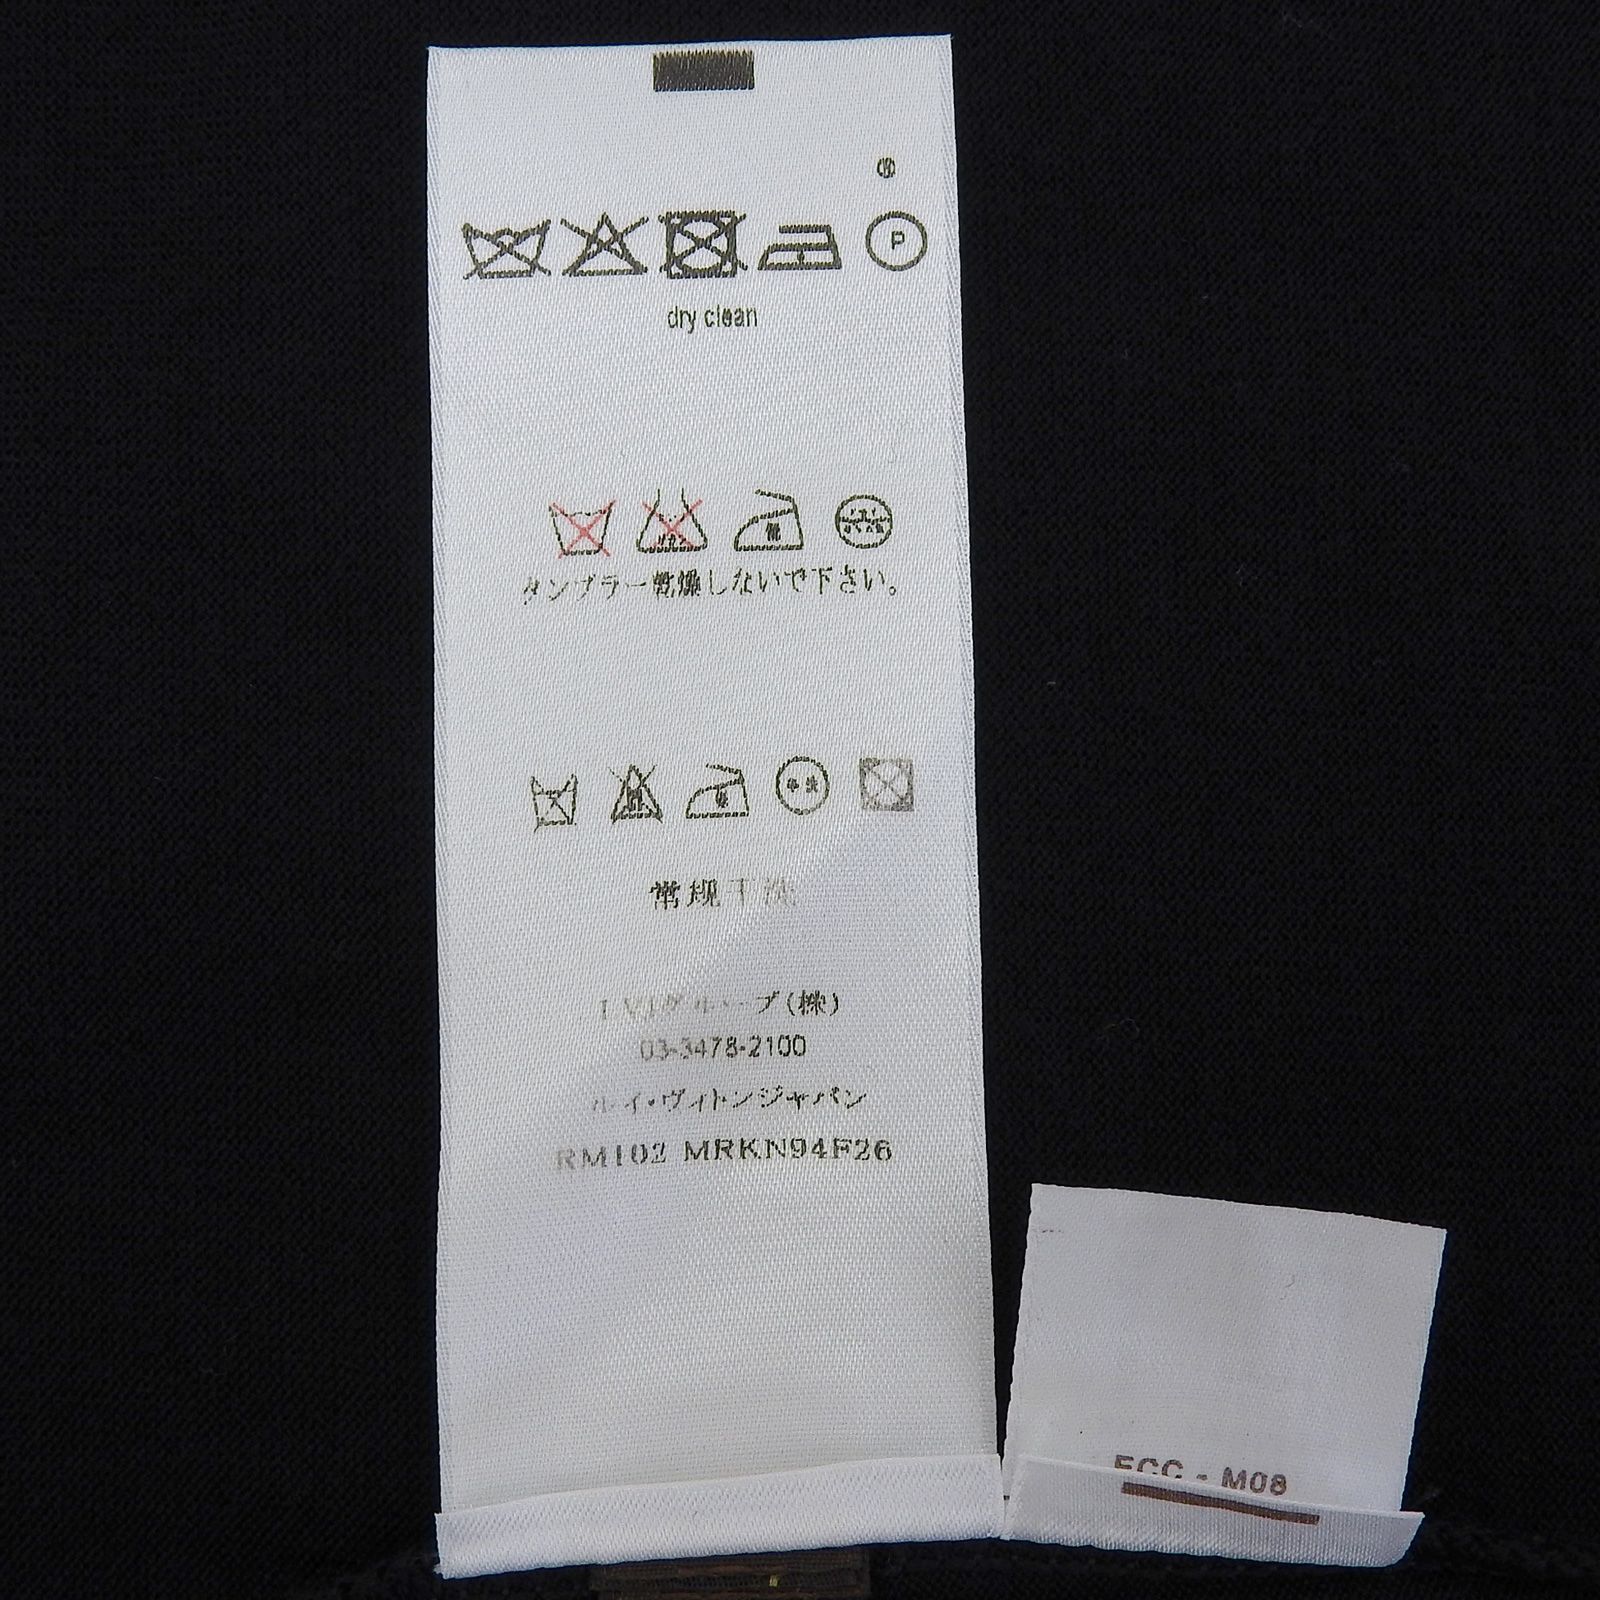 P
dry clean
タンブラー乾燥しないで下さい。
常规干燥
LVJグループ(株)
03-3478-2100
ルイ・ヴィトンジャパン
RM102 MRKN94F26
FCC - M08